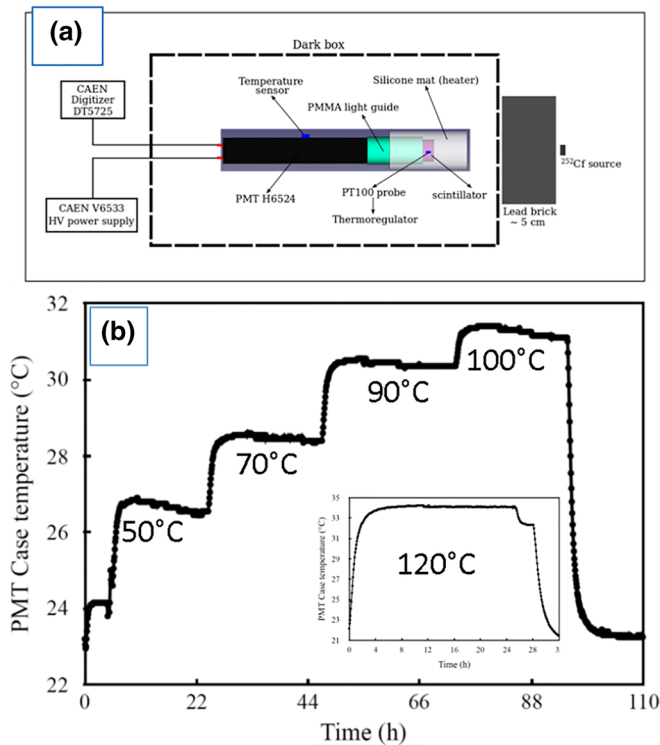 (a)
Dark box
CAEN
Digitizer
DT5725
CAEN V6533
HV power supply
Temperature
sensor
PMMA light guide
Silicone mat (heater)
PMT H6524
PT100 probe
Thermoregulator
scintillator
252Cf source
Lead brick
~ 5 cm
(b)
PMT Case temperature (°C)
32
30
28
26
24
22
50°C
70°C
90°C
100°C
PMT Case temperature (°C)
35
33
31
29
27
25
23
21
120°C
0 4 8 12 16 20 24 28 3
Time (h)
0 22 44 66 88 110
Time (h)